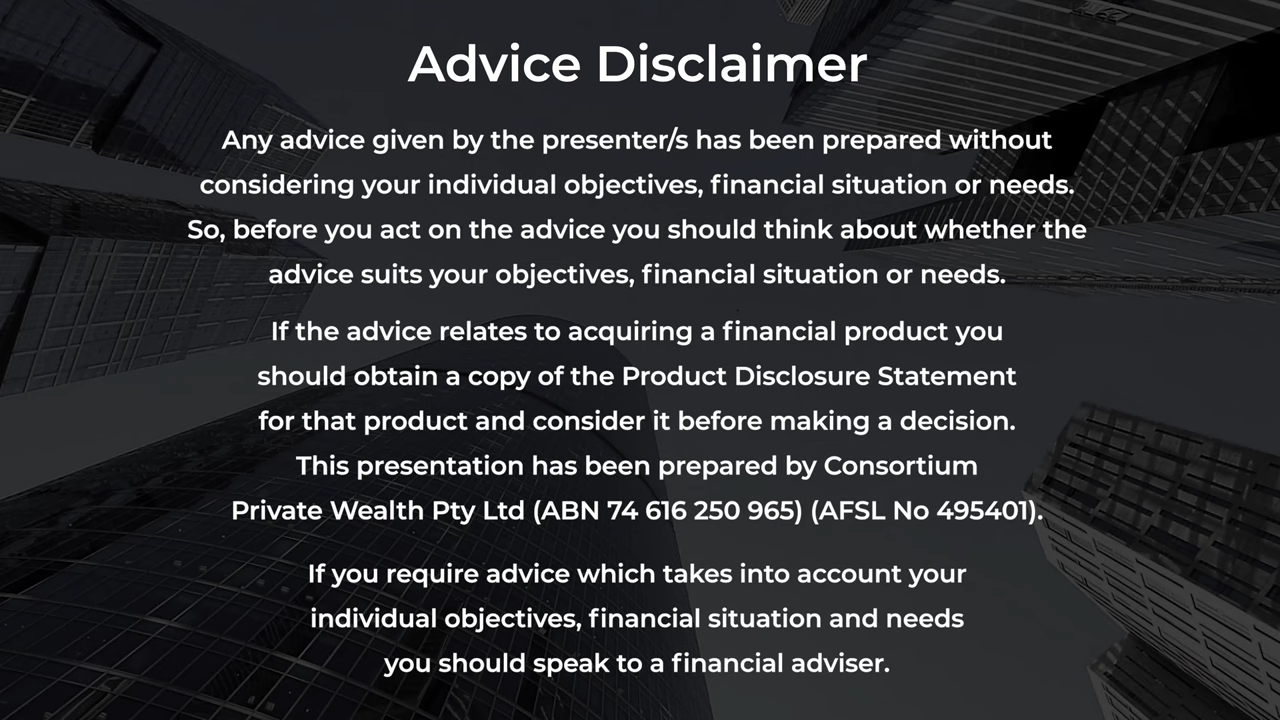 Advice Disclaimer
Any advice given by the presenter/s has been prepared without
considering your individual objectives, financial situation or needs.
So, before you act on the advice you should think about whether the
advice suits your objectives, financial situation or needs.
If the advice relates to acquiring a financial product you
should obtain a copy of the Product Disclosure Statement
for that product and consider it before making a decision.
This presentation has been prepared by Consortium
Private Wealth Pty Ltd (ABN 74 616 250 965) (AFSL No 495401).
If you require advice which takes into account your
individual objectives, financial situation and needs
you should speak to a financial adviser.